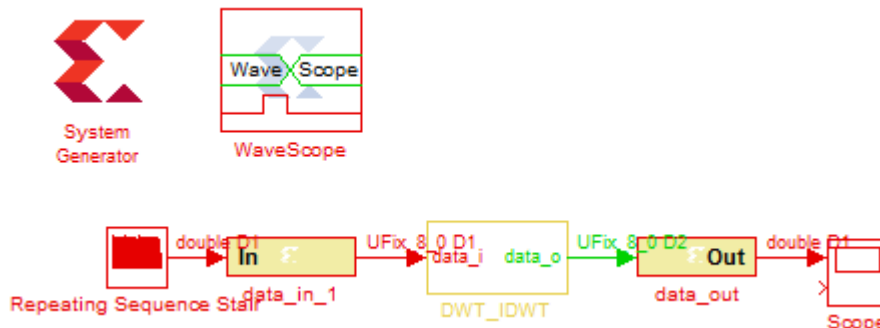 Wave Scope
System
Generator
WaveScope
double D1
In
UFix_8_0 D1
data_i
data_o
UFix_8_0 D2
Out
double D1
Repeating Sequence Stair
data_in_1
DWT_IDWT
data_out
Scope